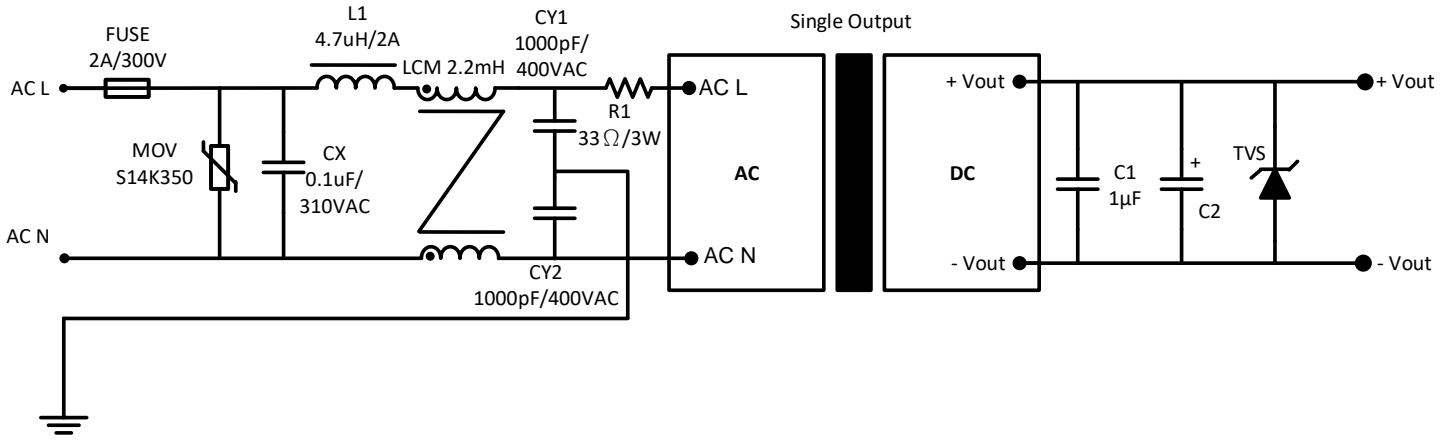 FUSE
2A/300V
L1
4.7uH/2A
LCM 2.2mH
CY1
1000pF/
400VAC
Single Output
AC L
R1
33Ω/3W
AC L
+ Vout
+ Vout
MOV
S14K350
CX
0.1uF/
310VAC
AC
DC
C1
1μF
+
C2
TVS
AC N
AC N
- Vout
- Vout
CY2
1000pF/400VAC